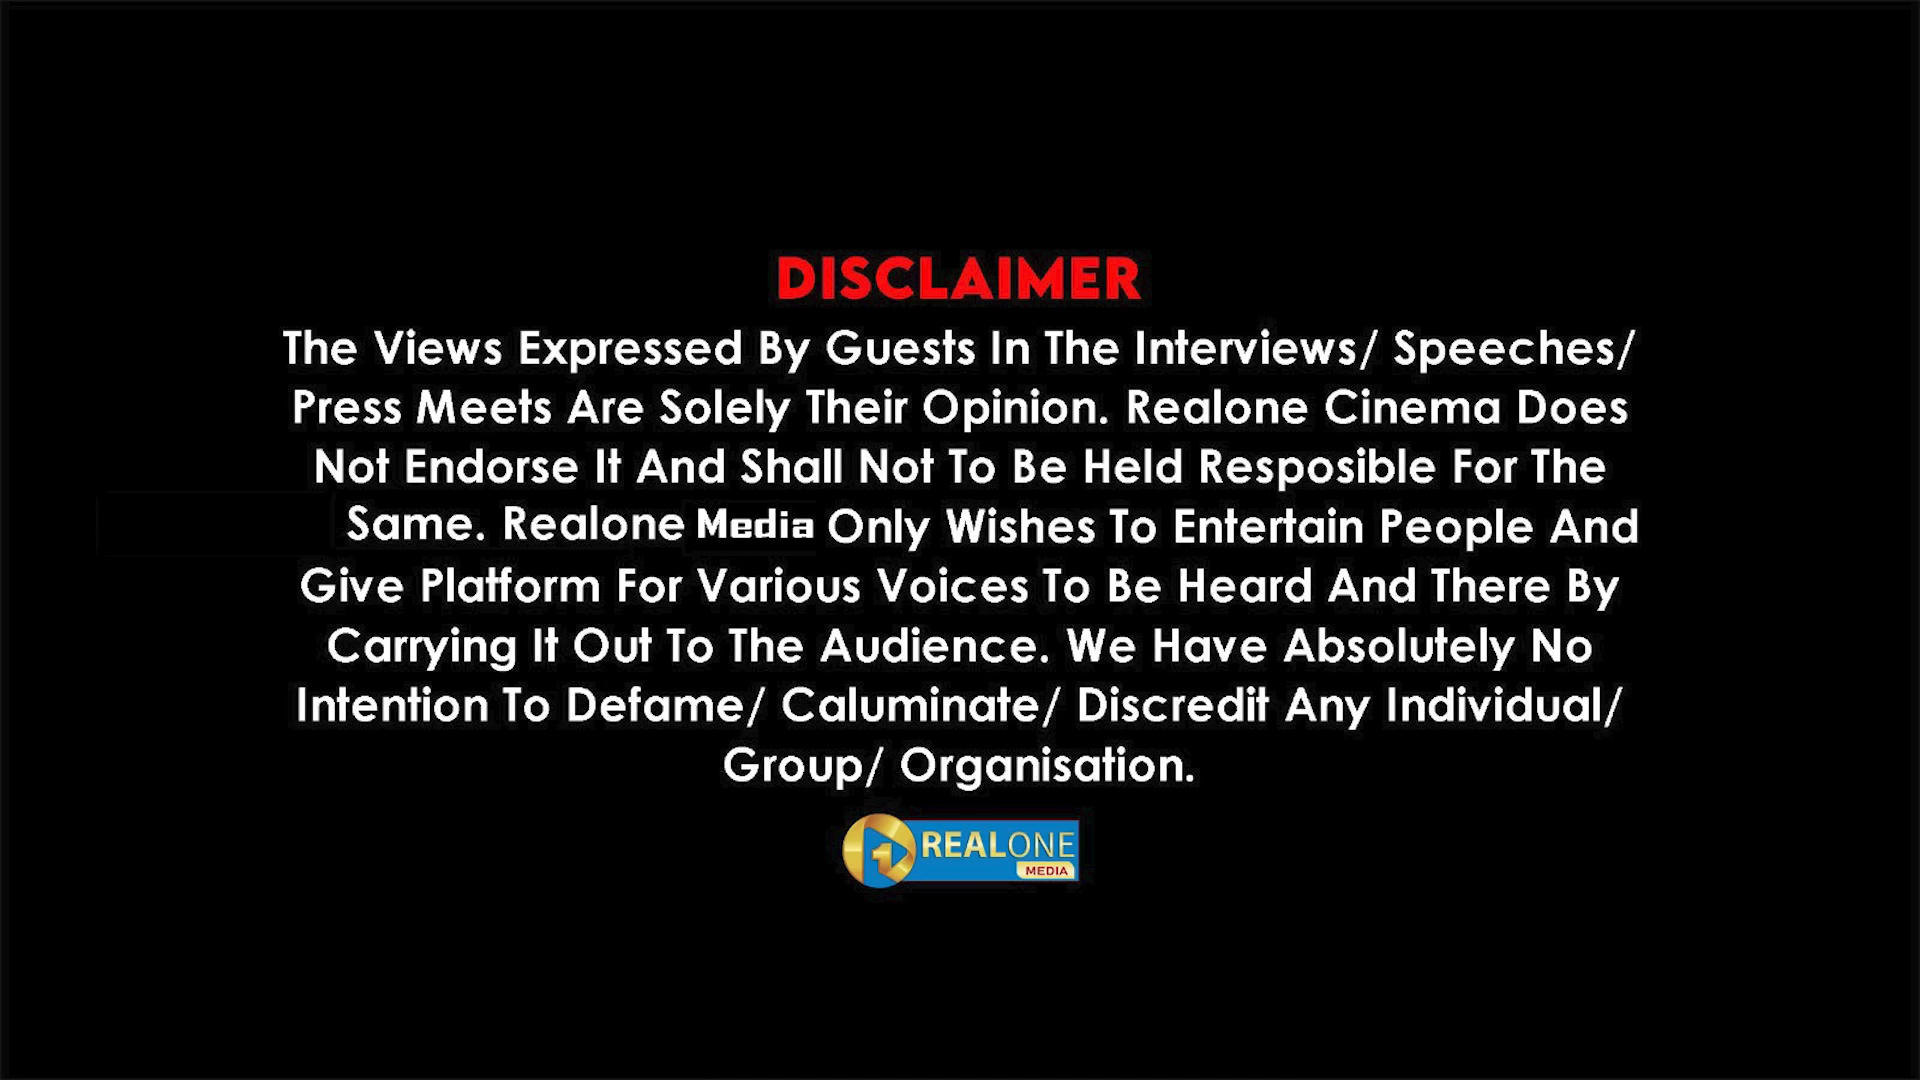 DISCLAIMER
The Views Expressed By Guests In The Interviews/ Speeches/
Press Meets Are Solely Their Opinion. Realone Cinema Does
Not Endorse It And Shall Not To Be Held Resposible For The
Same. Realone Media Only Wishes To Entertain People And
Give Platform For Various Voices To Be Heard And There By
Carrying It Out To The Audience. We Have Absolutely No
Intention To Defame/ Caluminate/ Discredit Any Individual/
Group/ Organisation.
1 REALONE
MEDIA